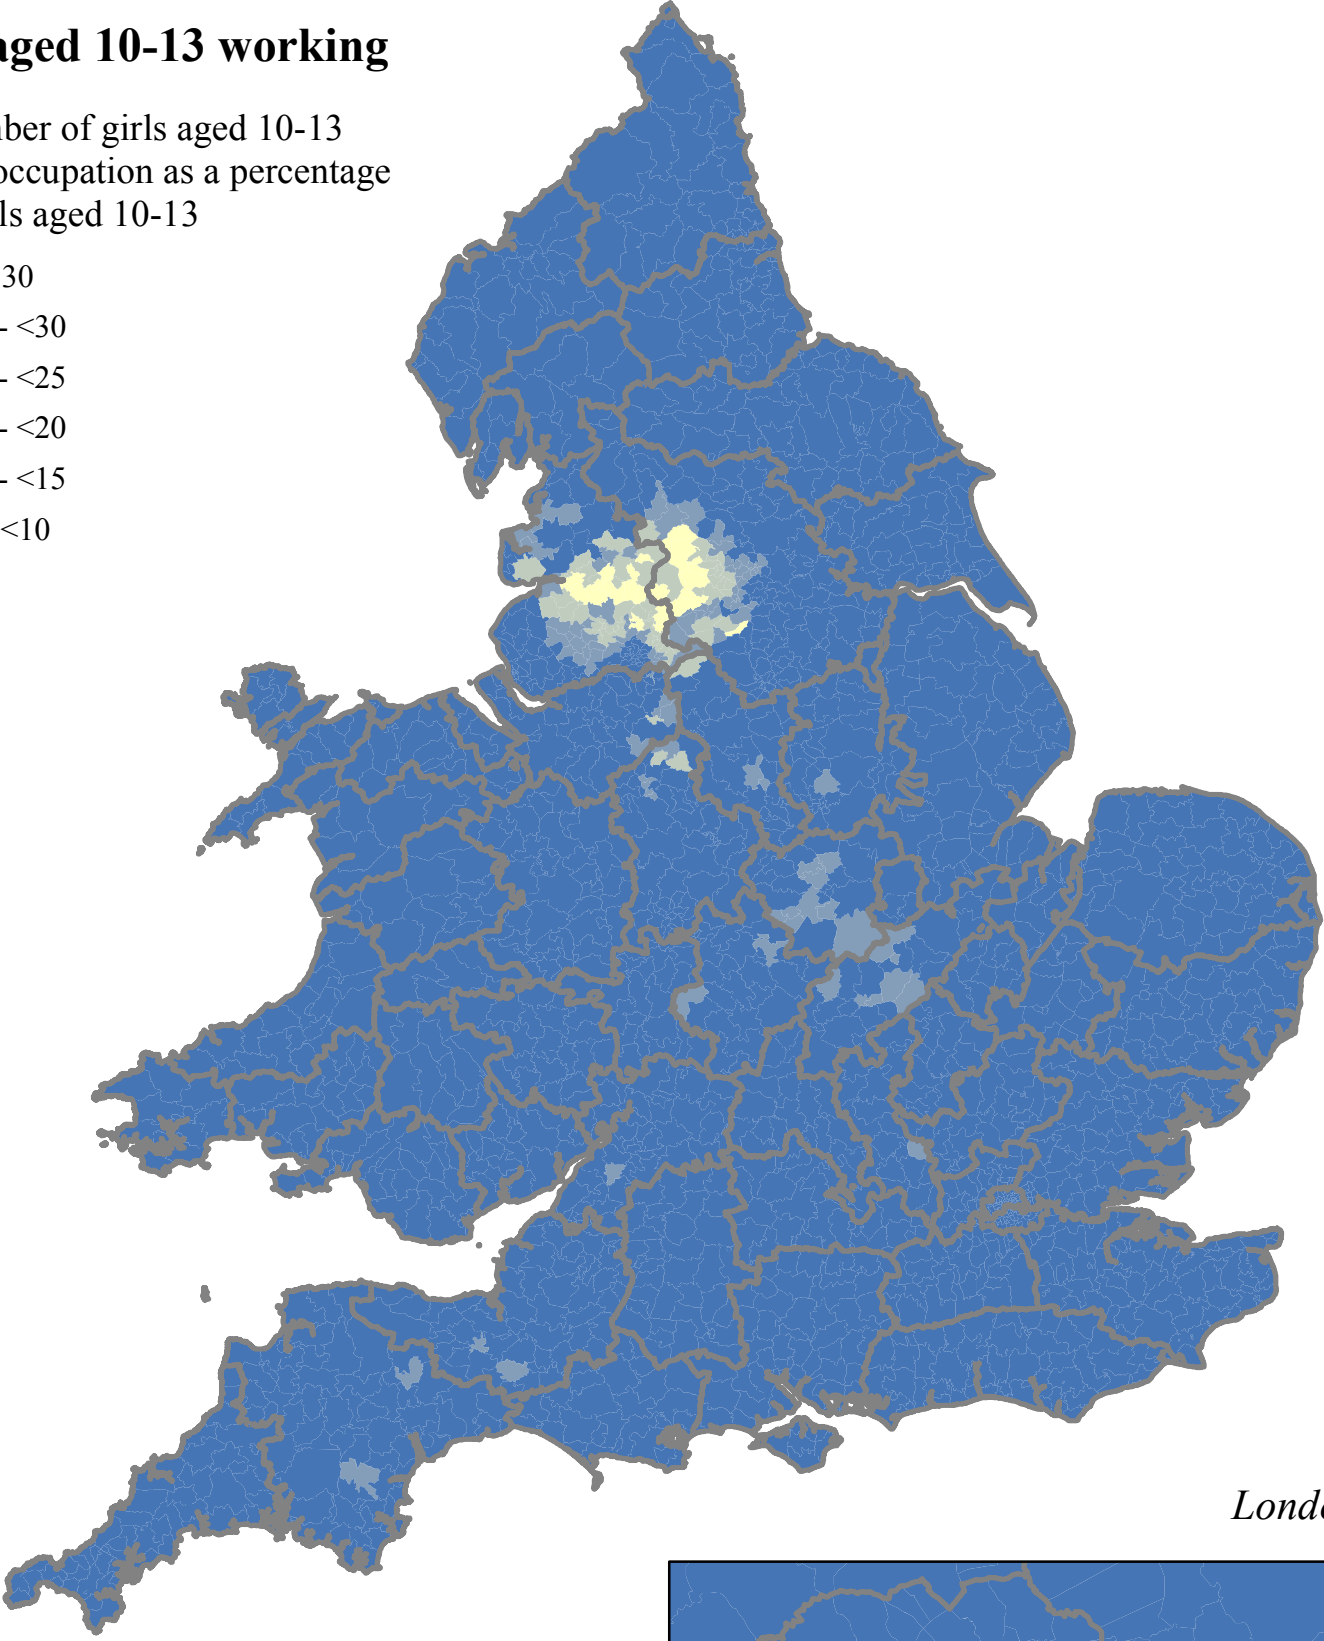 aged 10-13 working
ber of girls aged 10-13
occupation as a percentage
ls aged 10-13
30
- <30
- <25
- <20
- <15
<10
Londo